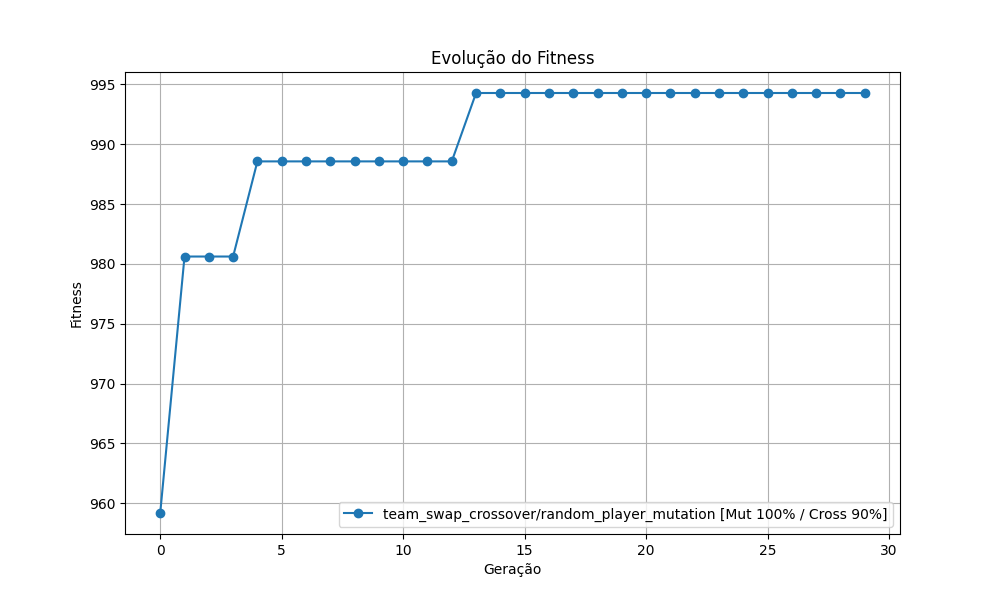 Evolução do Fitness
Fitness
995
990
985
980
975
970
965
960
team_swap_crossover/random_player_mutation [Mut 100% / Cross 90%]
0 5 10 15 20 25 30
Geração